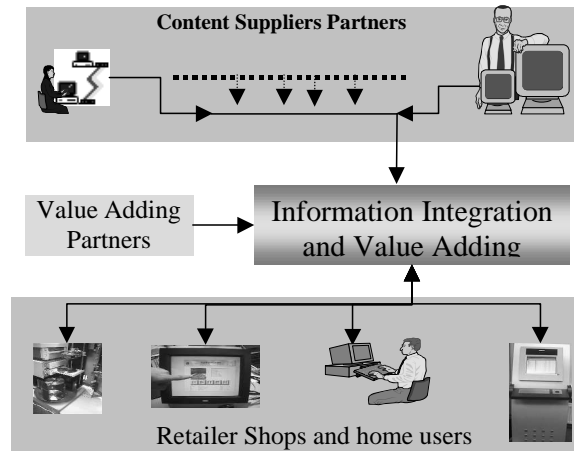 Content Suppliers Partners
Value Adding
Partners
Information Integration
and Value Adding
Retailer Shops and home users